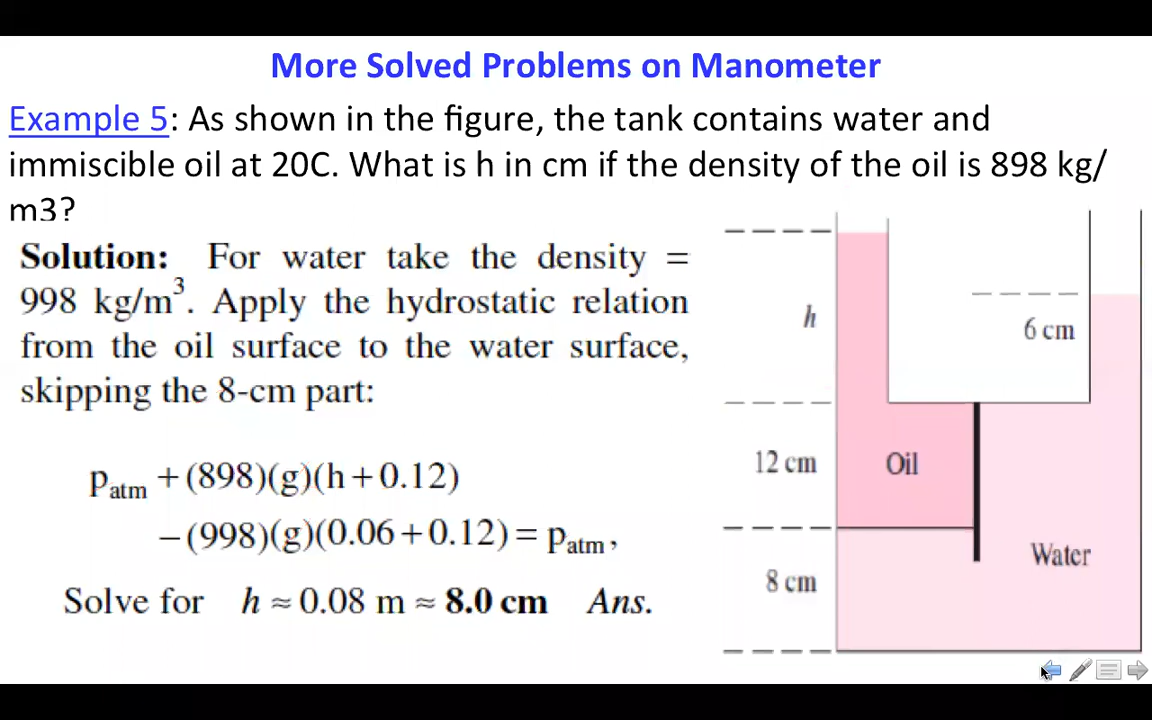 More Solved Problems on Manometer
Example 5: As shown in the figure, the tank contains water and
immiscible oil at 20C. What is h in cm if the density of the oil is 898 kg/
m3?
Solution: For water take the density =
998 kg/m³. Apply the hydrostatic relation
from the oil surface to the water surface,
skipping the 8-cm part:
p_atm + (898)(g)(h + 0.12)
− (998)(g)(0.06 + 0.12) = p_atm,
Solve for h ≈ 0.08 m ≈ 8.0 cm Ans.
h
6 cm
12 cm
Oil
Water
8 cm